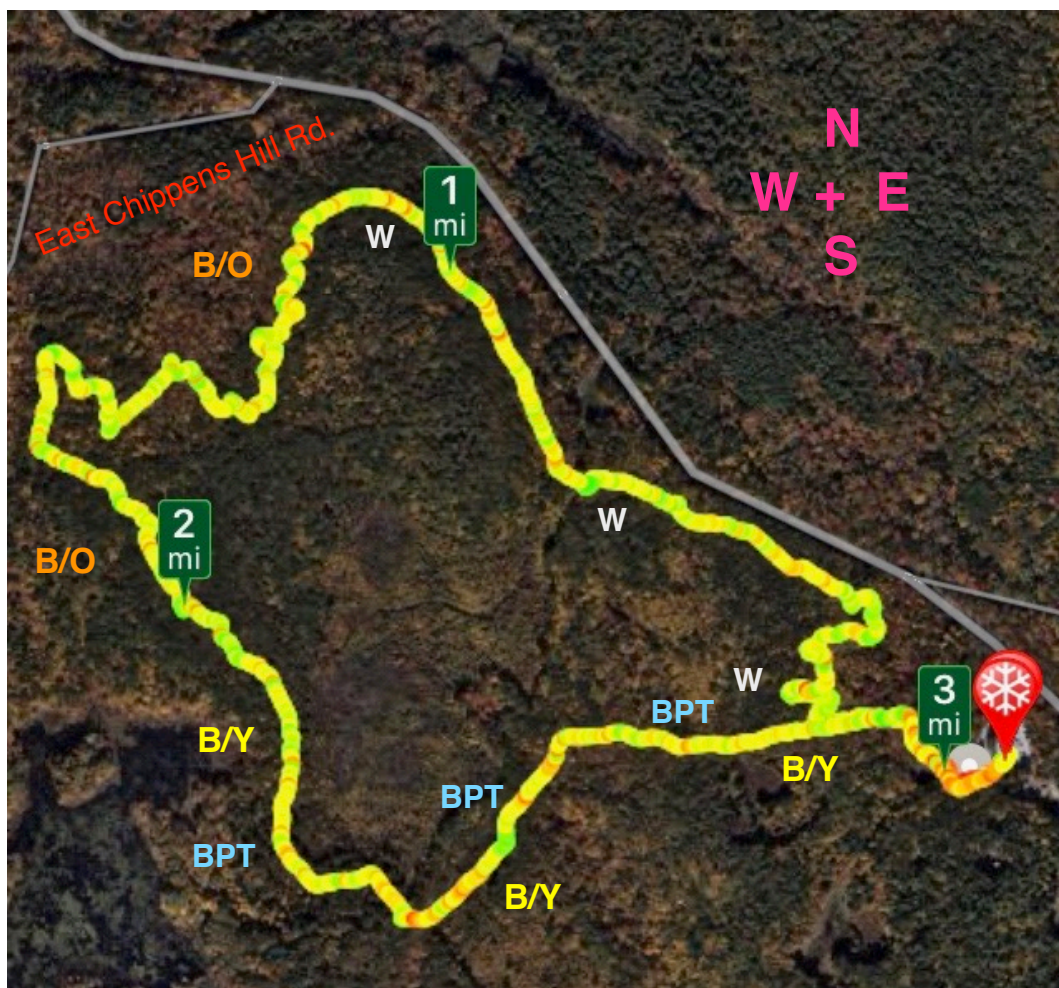 N
W + E
S
1
mi
East Chippens Hill Rd.
W
B/O
W
2
mi
B/O
W
3
mi
BPT
B/Y
B/Y
BPT
BPT
B/Y